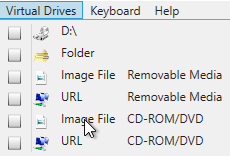 Virtual Drives Keyboard Help
D:\
Folder
Image File Removable Media
URL Removable Media
Image File CD-ROM/DVD
URL CD-ROM/DVD